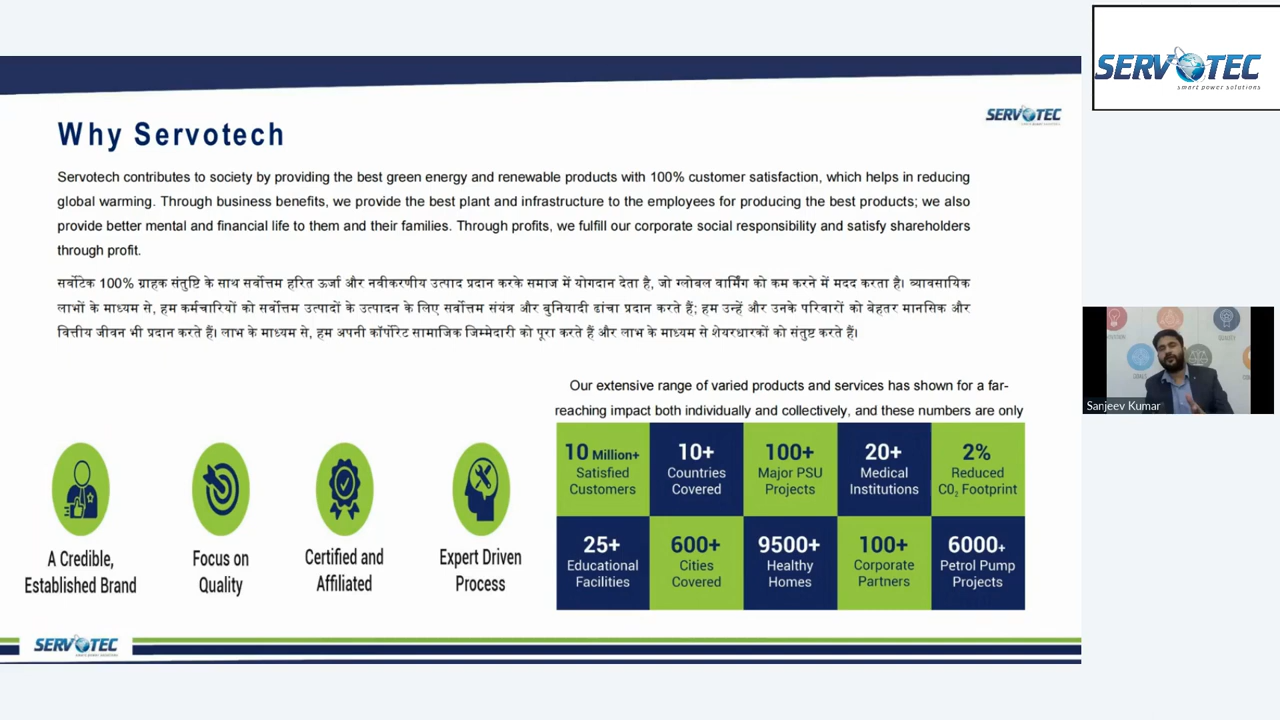 SERVOTEC
smart power solutions
SERVOTEC
Why Servotech
Servotech contributes to society by providing the best green energy and renewable products with 100% customer satisfaction, which helps in reducing
global warming. Through business benefits, we provide the best plant and infrastructure to the employees for producing the best products; we also
provide better mental and financial life to them and their families. Through profits, we fulfill our corporate social responsibility and satisfy shareholders
through profit.
सर्वोटेक 100% ग्राहक संतुष्टि के साथ सर्वोत्तम हरित ऊर्जा और नवीकरणीय उत्पाद प्रदान करके समाज में योगदान देता है, जो ग्लोबल वार्मिंग को कम करने में मदद करता है। व्यावसायिक
लाभों के माध्यम से, हम कर्मचारियों को सर्वोत्तम उत्पादों के उत्पादन के लिए सर्वोत्तम संयंत्र और बुनियादी ढांचा प्रदान करते हैं; हम उन्हें और उनके परिवारों को बेहतर मानसिक और
वित्तीय जीवन भी प्रदान करते हैं। लाभ के माध्यम से, हम अपनी कॉर्पोरेट सामाजिक जिम्मेदारी को पूरा करते हैं और लाभ के माध्यम से शेयरधारकों को संतुष्ट करते हैं।
Our extensive range of varied products and services has shown for a far-
reaching impact both individually and collectively, and these numbers are only
10 Million+
Satisfied
Customers
10+
Countries
Covered
100+
Major PSU
Projects
20+
Medical
Institutions
2%
Reduced
CO₂ Footprint
25+
Educational
Facilities
600+
Cities
Covered
9500+
Healthy
Homes
100+
Corporate
Partners
6000+
Petrol Pump
Projects
A Credible,
Established Brand
Focus on
Quality
Certified and
Affiliated
Expert Driven
Process
SERVOTEC
Sanjeev Kumar
QUALITY